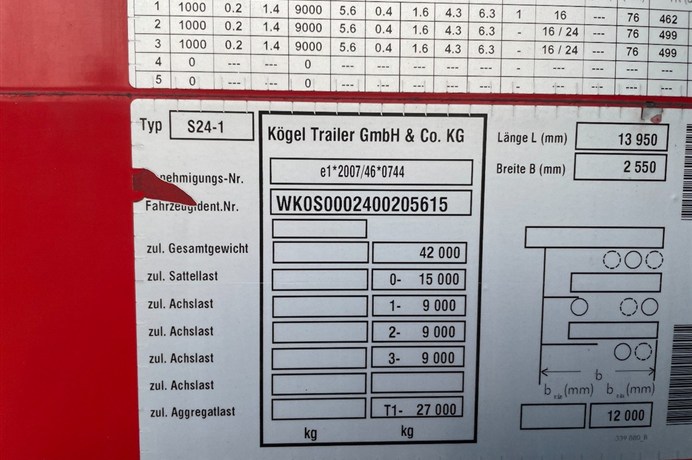 1 1000 0.2 1.4 9000 5.6 0.4 1.6 4.3 6.3 1 16 --- 76 462
2 1000 0.2 1.4 9000 5.6 0.4 1.6 4.3 6.3 - 16 / 24 --- 76 499
3 1000 0.2 1.4 9000 5.6 0.4 1.6 4.3 6.3 - 16 / 24 --- 76 499
4 0 --- --- 0 --- --- --- --- --- - --- --- --- ---
5 0 --- --- 0 --- --- --- --- --- - --- --- --- ---
Typ S24-1
Kögel Trailer GmbH & Co. KG
Länge L (mm) 13 950
Breite B (mm) 2 550
nehmigungs-Nr. e1*2007/46*0744
Fahrzeugident.Nr. WK0S0002400205615
zul. Gesamtgewicht 42 000
zul. Sattellast 0- 15 000
zul. Achslast 1- 9 000
zul. Achslast 2- 9 000
zul. Achslast 3- 9 000
zul. Achslast
zul. Aggregatlast T1- 27 000
kg kg
b
b (mm) b (mm)
12 000